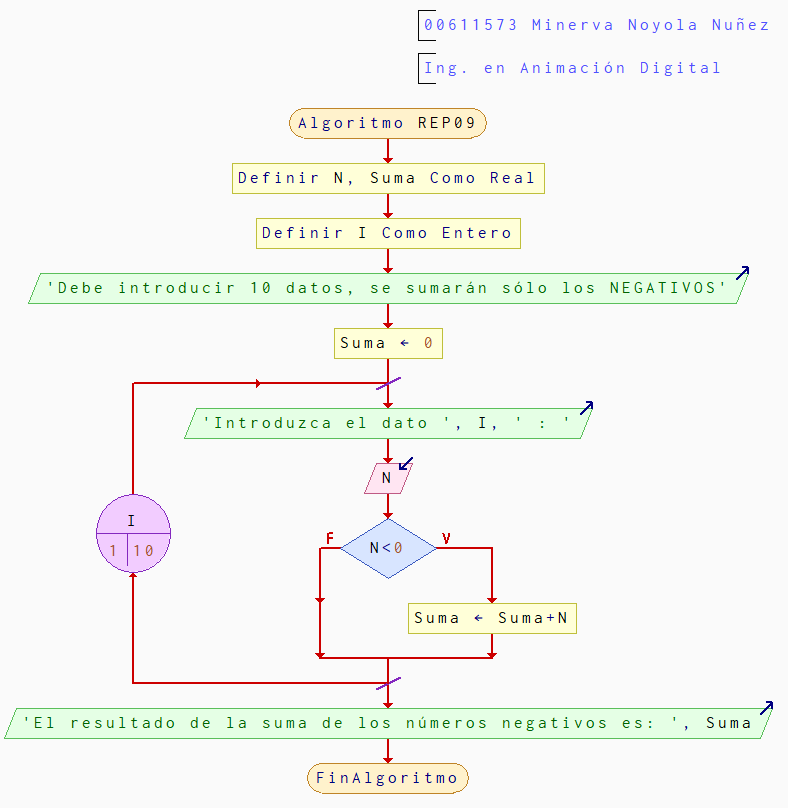 00611573 Minerva Noyola Nuñez
Ing. en Animación Digital
Algoritmo REP09
Definir N, Suma Como Real
Definir I Como Entero
'Debe introducir 10 datos, se sumarán sólo los NEGATIVOS'
Suma ← 0
'Introduzca el dato ', I, ' : '
N
I
1 10
F
N<0
V
Suma ← Suma+N
'El resultado de la suma de los números negativos es: ', Suma
FinAlgoritmo